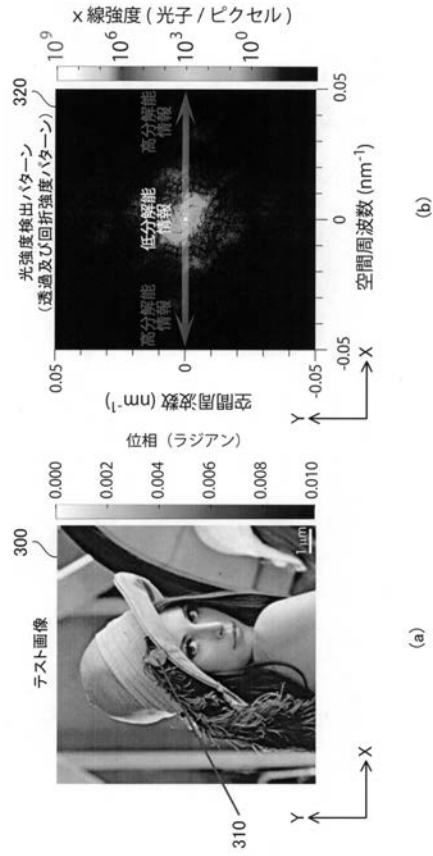 テスト画像
300
310
1 μm
Y
X
位相（ラジアン）
0.000
0.002
0.004
0.006
0.008
0.010
(a)
光強度検出パターン
（透過及び回折強度パターン）
320
高分解能
情報
低分解能
情報
高分解能
情報
空間周波数 (nm⁻¹)
0.05
0
-0.05
-0.05
0
0.05
空間周波数 (nm⁻¹)
Y
X
10⁹
10⁶
10³
10⁰
X線強度 ( 光子 / ピクセル )
(b)